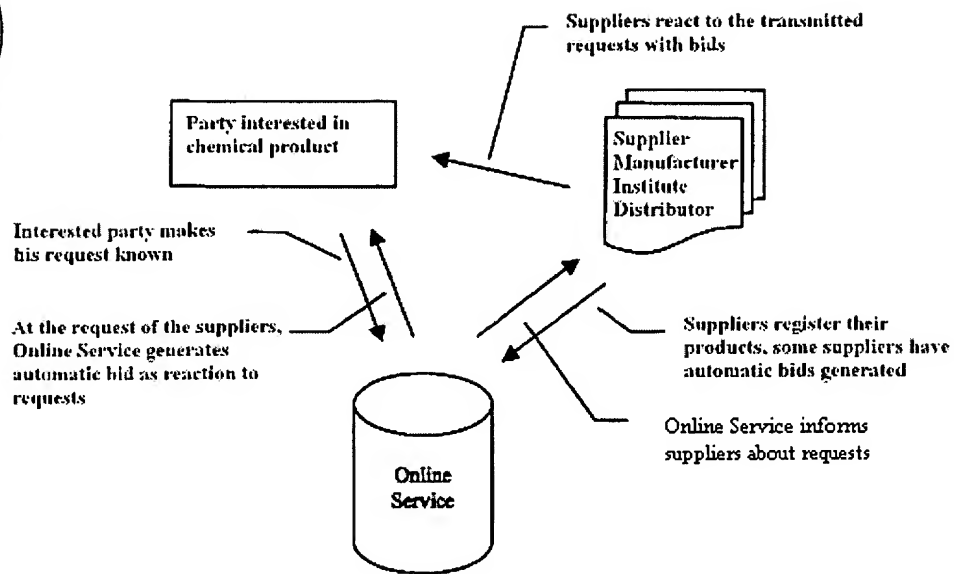 Suppliers react to the transmitted
requests with bids
Party interested in
chemical product
Supplier
Manufacturer
Institute
Distributor
Interested party makes
his request known
At the request of the suppliers,
Online Service generates
automatic bid as reaction to
requests
Suppliers register their
products, some suppliers have
automatic bids generated
Online Service informs
suppliers about requests
Online
Service